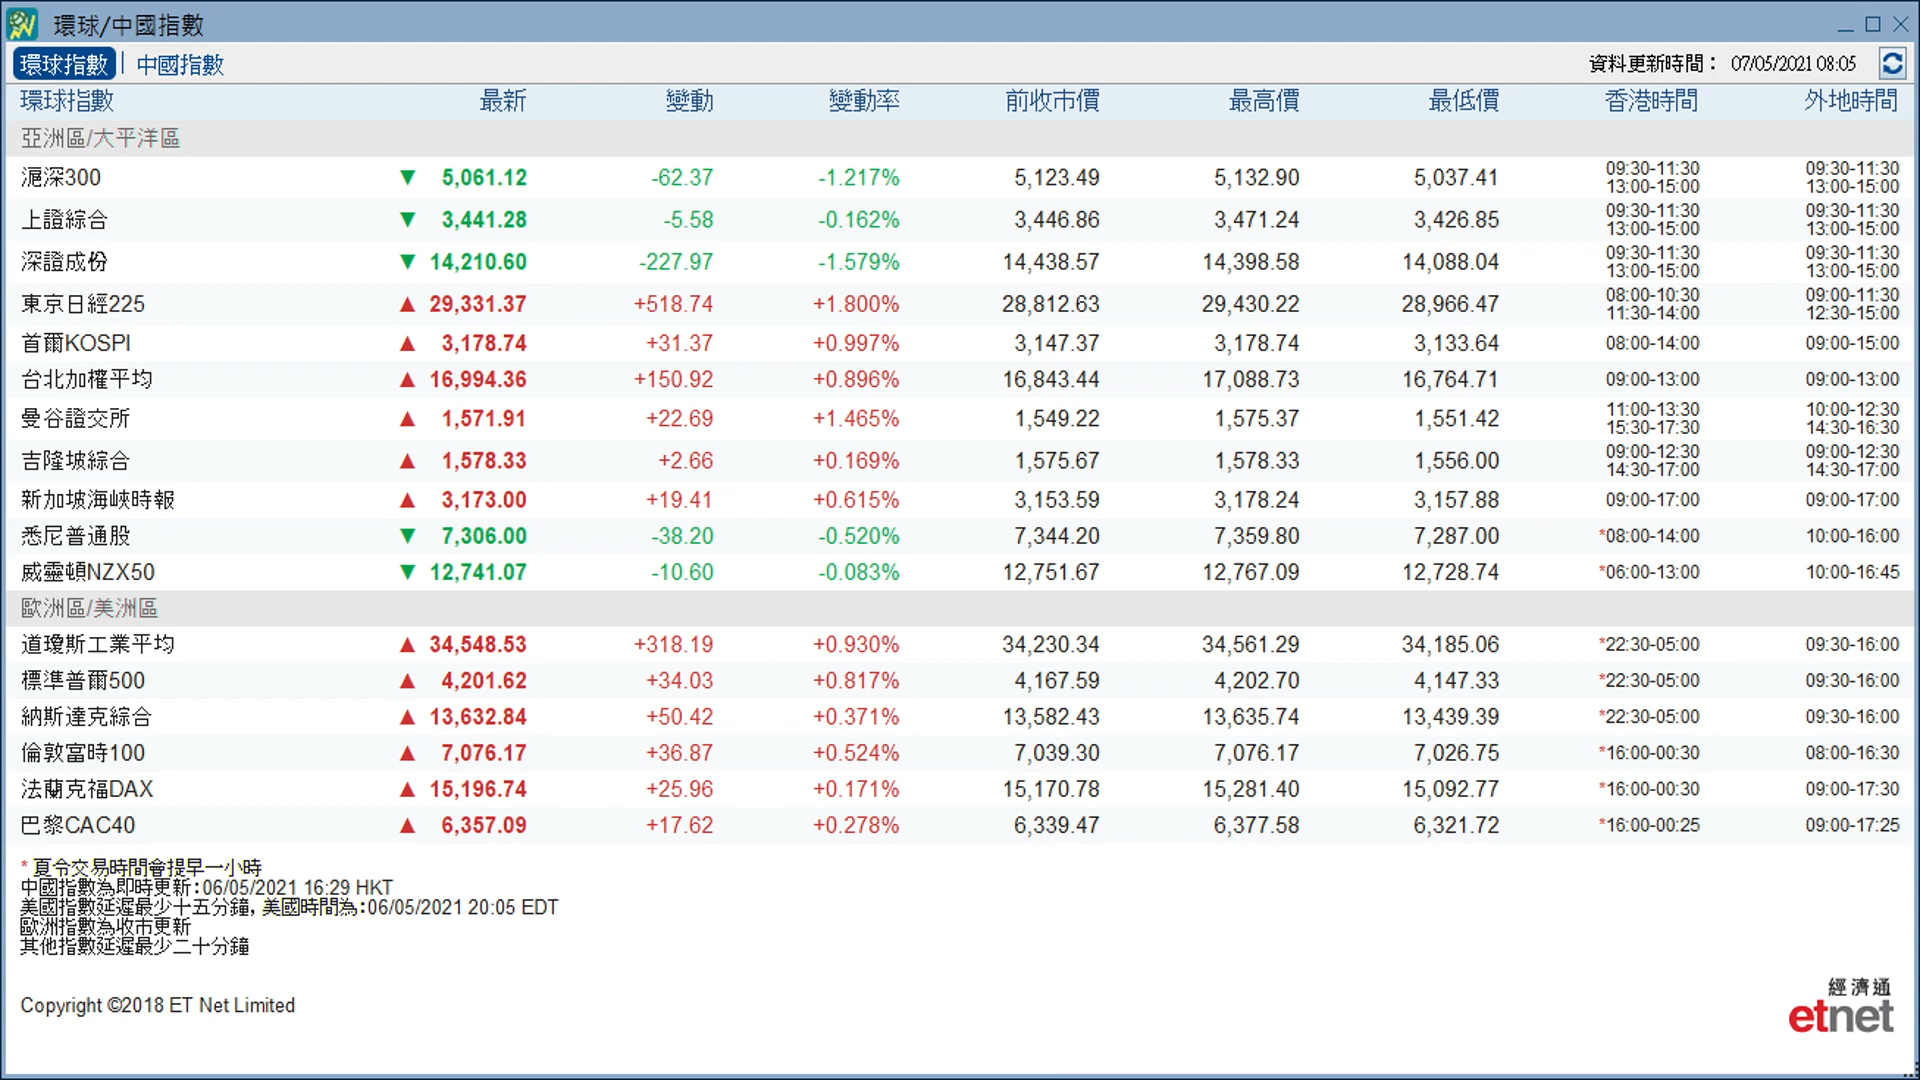 環球/中國指數
環球指數 | 中國指數 資料更新時間： 07/05/2021 08:05
環球指數 最新 變動 變動率 前收市價 最高價 最低價 香港時間 外地時間
亞洲區/大平洋區
滬深300 ▼ 5,061.12 -62.37 -1.217% 5,123.49 5,132.90 5,037.41 09:30-11:30 09:30-11:30
13:00-15:00 13:00-15:00
上證綜合 ▼ 3,441.28 -5.58 -0.162% 3,446.86 3,471.24 3,426.85 09:30-11:30 09:30-11:30
13:00-15:00 13:00-15:00
深證成份 ▼ 14,210.60 -227.97 -1.579% 14,438.57 14,398.58 14,088.04 09:30-11:30 09:30-11:30
13:00-15:00 13:00-15:00
東京日經225 ▲ 29,331.37 +518.74 +1.800% 28,812.63 29,430.22 28,966.47 08:00-10:30 09:00-11:30
11:30-14:00 12:30-15:00
首爾KOSPI ▲ 3,178.74 +31.37 +0.997% 3,147.37 3,178.74 3,133.64 08:00-14:00 09:00-15:00
台北加權平均 ▲ 16,994.36 +150.92 +0.896% 16,843.44 17,088.73 16,764.71 09:00-13:00 09:00-13:00
曼谷證交所 ▲ 1,571.91 +22.69 +1.465% 1,549.22 1,575.37 1,551.42 11:00-13:30 10:00-12:30
15:30-17:30 14:30-16:30
吉隆坡綜合 ▲ 1,578.33 +2.66 +0.169% 1,575.67 1,578.33 1,556.00 09:00-12:30 09:00-12:30
14:30-17:00 14:30-17:00
新加坡海峽時報 ▲ 3,173.00 +19.41 +0.615% 3,153.59 3,178.24 3,157.88 09:00-17:00 09:00-17:00
悉尼普通股 ▼ 7,306.00 -38.20 -0.520% 7,344.20 7,359.80 7,287.00 *08:00-14:00 10:00-16:00
威靈頓NZX50 ▼ 12,741.07 -10.60 -0.083% 12,751.67 12,767.09 12,728.74 *06:00-13:00 10:00-16:45
歐洲區/美洲區
道瓊斯工業平均 ▲ 34,548.53 +318.19 +0.930% 34,230.34 34,561.29 34,185.06 *22:30-05:00 09:30-16:00
標準普爾500 ▲ 4,201.62 +34.03 +0.817% 4,167.59 4,202.70 4,147.33 *22:30-05:00 09:30-16:00
納斯達克綜合 ▲ 13,632.84 +50.42 +0.371% 13,582.43 13,635.74 13,439.39 *22:30-05:00 09:30-16:00
倫敦富時100 ▲ 7,076.17 +36.87 +0.524% 7,039.30 7,076.17 7,026.75 *16:00-00:30 08:00-16:30
法蘭克福DAX ▲ 15,196.74 +25.96 +0.171% 15,170.78 15,281.40 15,092.77 *16:00-00:30 09:00-17:30
巴黎CAC40 ▲ 6,357.09 +17.62 +0.278% 6,339.47 6,377.58 6,321.72 *16:00-00:25 09:00-17:25
* 夏令交易時間會提早一小時
中國指數為即時更新：06/05/2021 16:29 HKT
美國指數延遲最少十五分鐘，美國時間為：06/05/2021 20:05 EDT
歐洲指數為收市更新
其他指數延遲最少二十分鐘
Copyright ©2018 ET Net Limited
經濟通
etnet